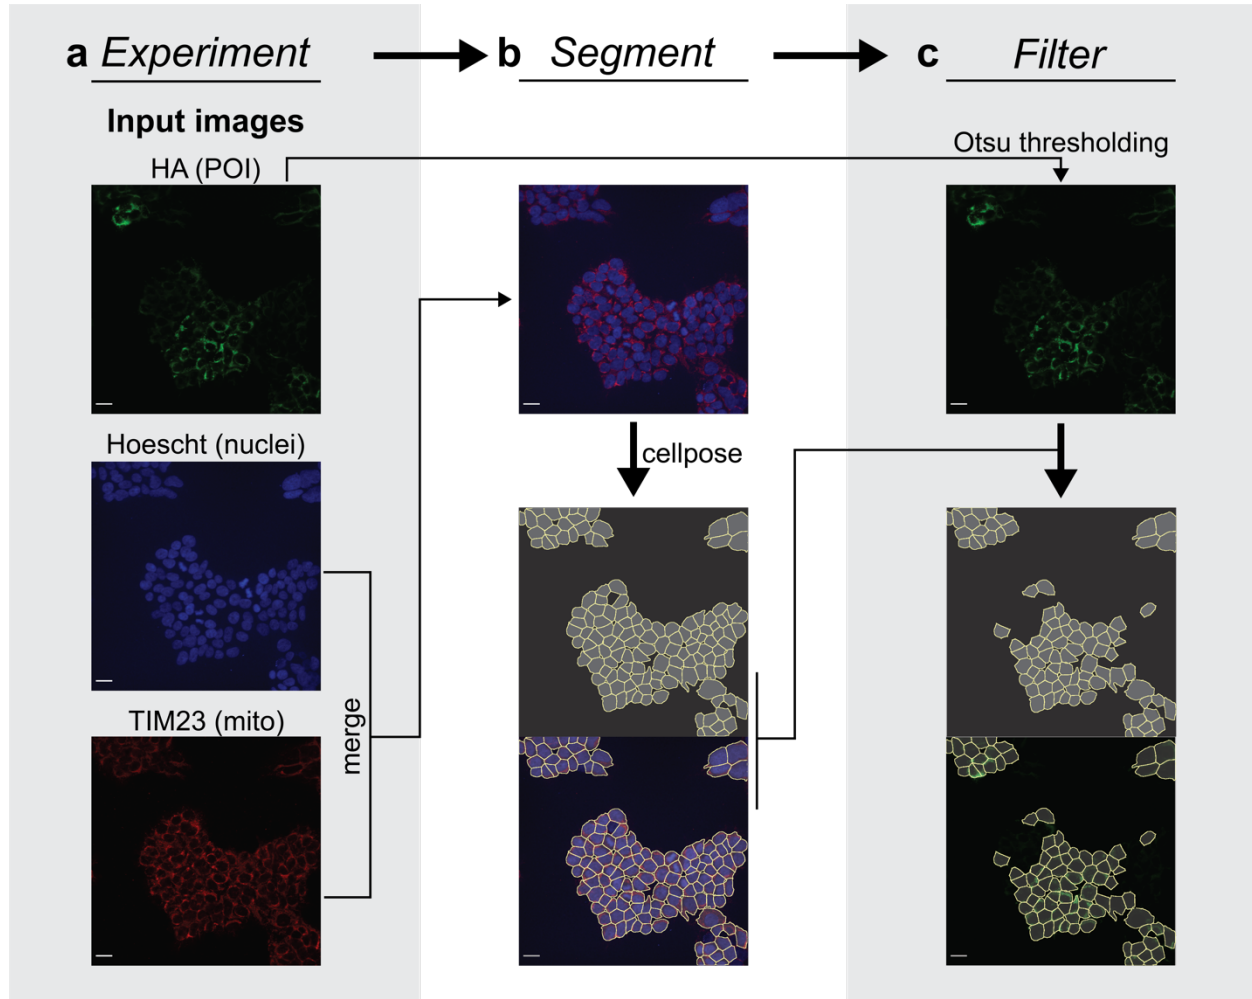 a Experiment
b Segment
c Filter
Input images
HA (POI)
Otsu thresholding
Hoescht (nuclei)
cellpose
TIM23 (mito)
merge